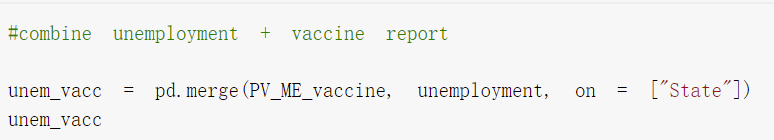 #combine unemployment + vaccine report
unem_vacc = pd.merge(PV_ME_vaccine, unemployment, on = ["State"])
unem_vacc